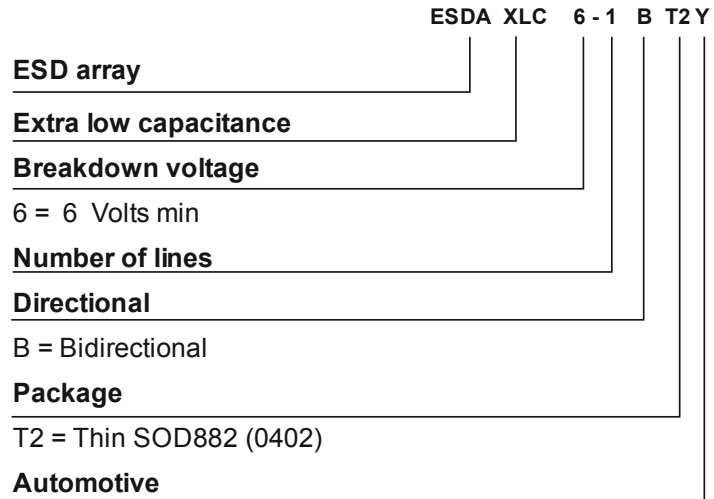 ESDA XLC 6 - 1 B T2 Y
ESD array
Extra low capacitance
Breakdown voltage
6 = 6 Volts min
Number of lines
Directional
B = Bidirectional
Package
T2 = Thin SOD882 (0402)
Automotive